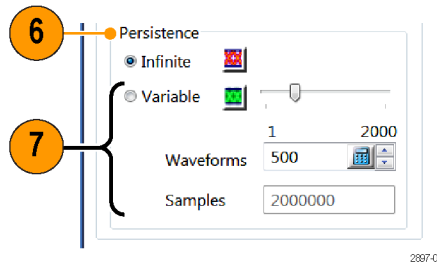 6
Persistence
Infinite
Variable
1 2000
7
Waveforms 500
Samples 2000000
2897-0